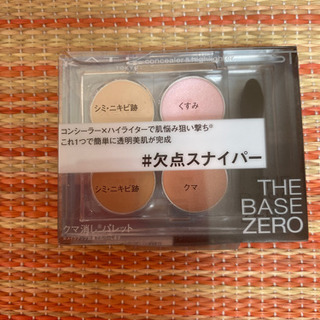 concealer & highlighter
シミ・ニキビ跡
くすみ
コンシーラー×ハイライターで肌悩み狙い撃ち®
これ1つで簡単に透明美肌が完成
#欠点スナイパー
シミ・ニキビ跡
クマ
THE
BASE
ZERO
クマ消しパレット